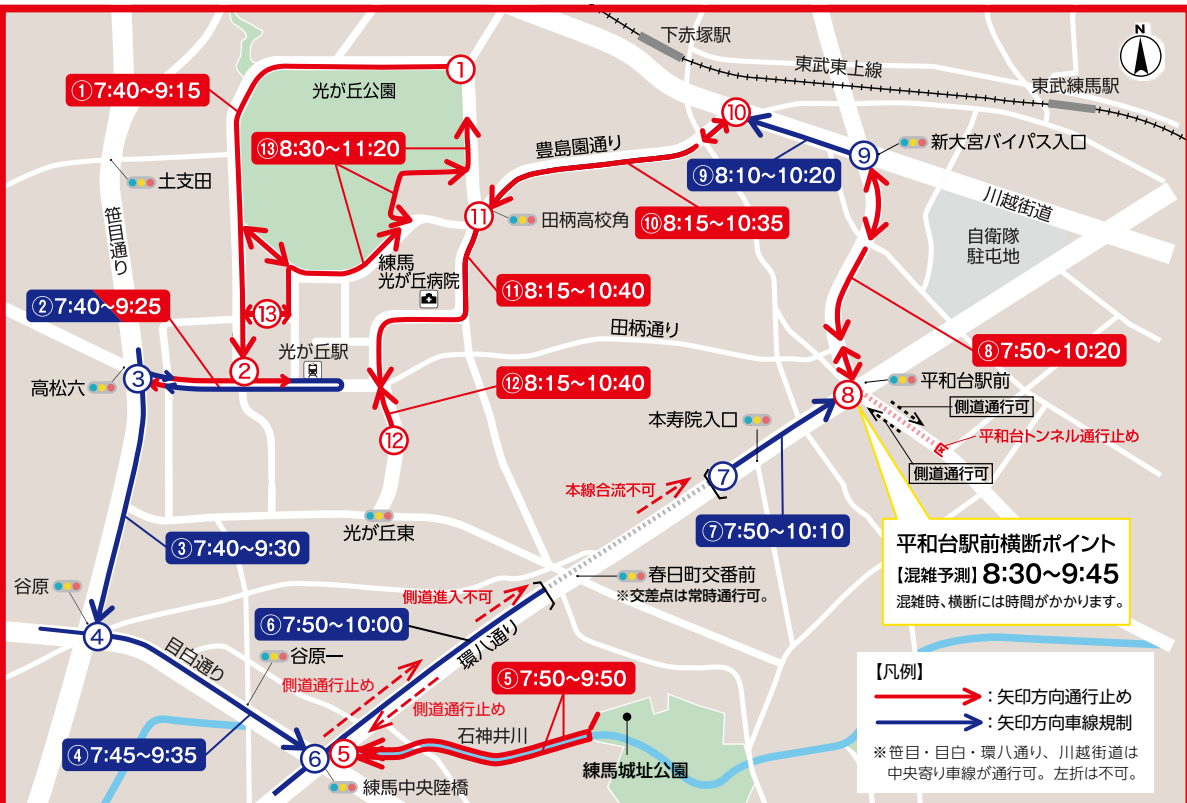 下赤塚駅
東武東上線
東武練馬駅
N
①7:40~9:15
光が丘公園
①
⑩
⑬8:30~11:20
豊島園通り
⑨
新大宮バイパス入口
⑨8:10~10:20
土支田
笹目通り
川越街道
⑪
田柄高校角
⑩8:15~10:35
自衛隊
駐屯地
練馬
光が丘病院
②7:40~9:25
⑬
⑪8:15~10:40
田柄通り
光が丘駅
⑧7:50~10:20
③
②
高松六
⑫8:15~10:40
⑧
平和台駅前
側道通行可
本寿院入口
⑫
平和台トンネル通行止め
側道通行可
⑦
本線合流不可
光が丘東
⑦7:50~10:10
③7:40~9:30
平和台駅前横断ポイント
【混雑予測】8:30~9:45
混雑時、横断には時間がかかります。
谷原
春日町交番前
※交差点は常時通行可。
側道進入不可
④
⑥7:50~10:00
環八通り
目白通り
谷原一
側道通行止め
⑤7:50~9:50
側道通行止め
石神井川
④7:45~9:35
⑥
⑤
練馬城址公園
練馬中央陸橋
【凡例】
:矢印方向通行止め
:矢印方向車線規制
※笹目・目白・環八通り、川越街道は
中央寄り車線が通行可。左折は不可。